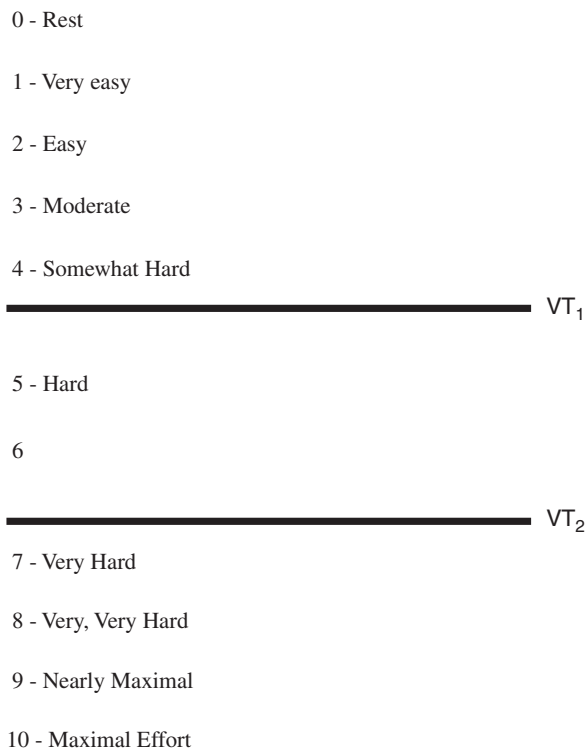 0 - Rest
1 - Very easy
2 - Easy
3 - Moderate
4 - Somewhat Hard
VT₁
5 - Hard
6
VT₂
7 - Very Hard
8 - Very, Very Hard
9 - Nearly Maximal
10 - Maximal Effort